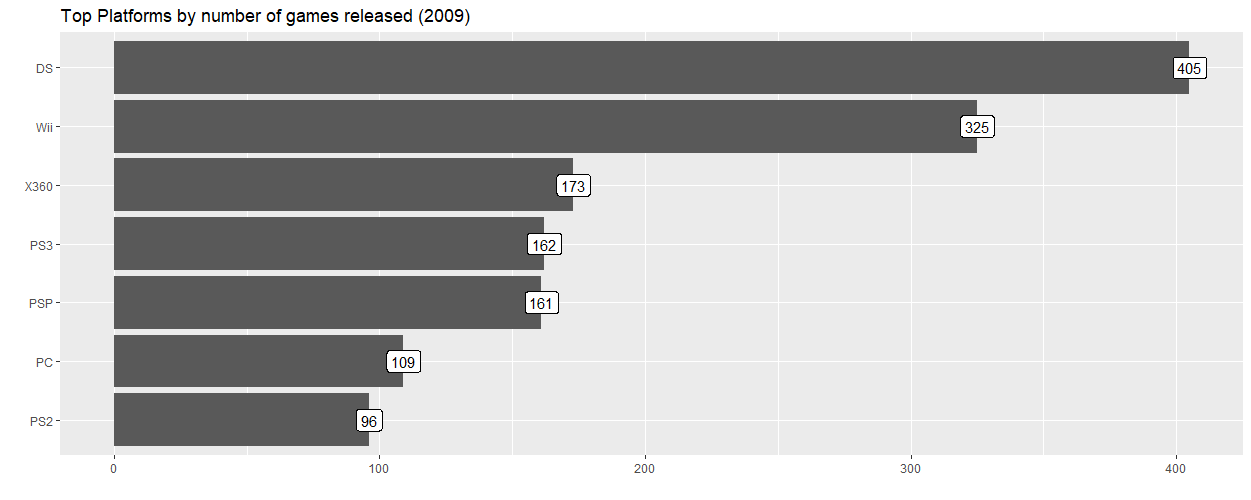 Top Platforms by number of games released (2009)
DS 405
Wii 325
X360 173
PS3 162
PSP 161
PC 109
PS2 96
0 100 200 300 400